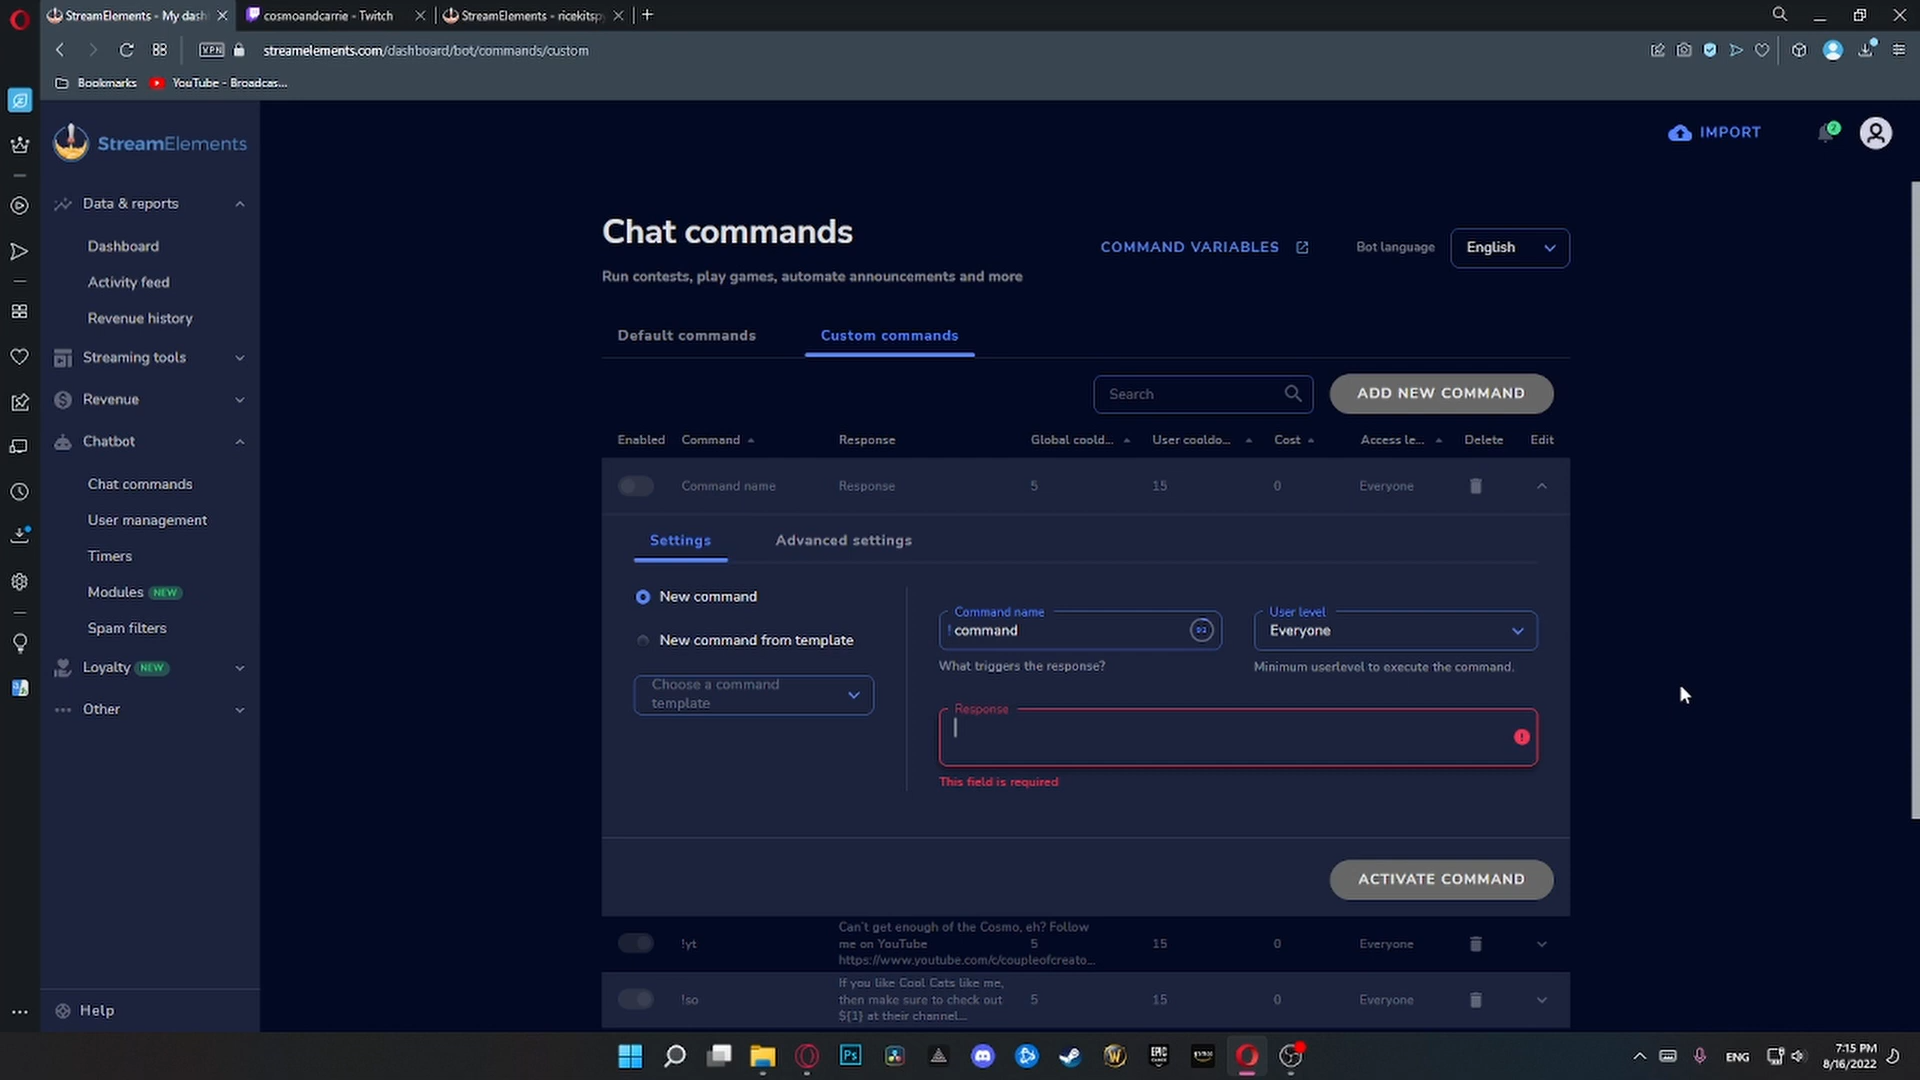 StreamElements - My dash
cosmoandcarrie - Twitch
StreamElements - ricekitspy
VPN
streamelements.com/dashboard/bot/commands/custom
Bookmarks
YouTube - Broadcas...
StreamElements
IMPORT
Data & reports
Dashboard
Activity feed
Revenue history
Streaming tools
Revenue
Chatbot
Chat commands
User management
Timers
Modules NEW
Spam filters
Loyalty NEW
Other
Help
Chat commands
Run contests, play games, automate announcements and more
COMMAND VARIABLES
Bot language
English
Default commands
Custom commands
Search
ADD NEW COMMAND
Enabled Command Response Global coold... User cooldo... Cost Access le... Delete Edit
Command name Response 5 15 0 Everyone
Settings
Advanced settings
New command
New command from template
Choose a command
template
Command name
! command
What triggers the response?
User level
Everyone
Minimum userlevel to execute the command.
Response
This field is required
ACTIVATE COMMAND
!yt
Can't get enough of the Cosmo, eh? Follow
me on YouTube
https://www.youtube.com/c/coupleofcreato...
5 15 0 Everyone
!so
If you like Cool Cats like me,
then make sure to check out
${1} at their channel...
5 15 0 Everyone
Ps
EPIC
ENG
7:15 PM
8/16/2022